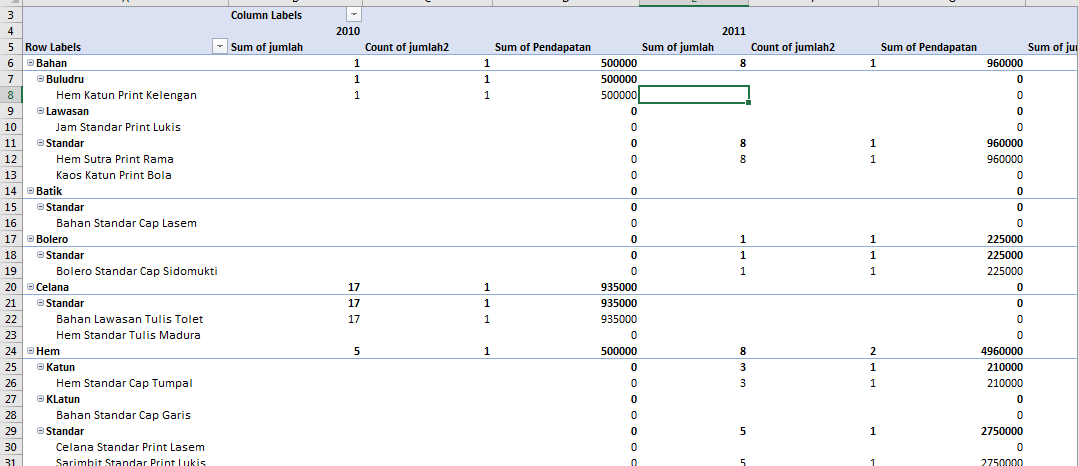 3 Column Labels
4 2010 2011
5 Row Labels Sum of jumlah Count of jumlah2 Sum of Pendapatan Sum of jumlah Count of jumlah2 Sum of Pendapatan Sum of ju
6 Bahan 1 1 500000 8 1 960000
7 Buludru 1 1 500000 0
8 Hem Katun Print Kelengan 1 1 500000 0
9 Lawasan 0 0
10 Jam Standar Print Lukis 0 0
11 Standar 0 8 1 960000
12 Hem Sutra Print Rama 0 8 1 960000
13 Kaos Katun Print Bola 0 0
14 Batik 0 0
15 Standar 0 0
16 Bahan Standar Cap Lasem 0 0
17 Bolero 0 1 1 225000
18 Standar 0 1 1 225000
19 Bolero Standar Cap Sidomukti 0 1 1 225000
20 Celana 17 1 935000 0
21 Standar 17 1 935000 0
22 Bahan Lawasan Tulis Tolet 17 1 935000 0
23 Hem Standar Tulis Madura 0 0
24 Hem 5 1 500000 8 2 4960000
25 Katun 0 3 1 210000
26 Hem Standar Cap Tumpal 0 3 1 210000
27 KLatun 0 0
28 Bahan Standar Cap Garis 0 0
29 Standar 0 5 1 2750000
30 Celana Standar Print Lasem 0 0
31 Sarimbit Standar Print Lukis 0 5 1 2750000